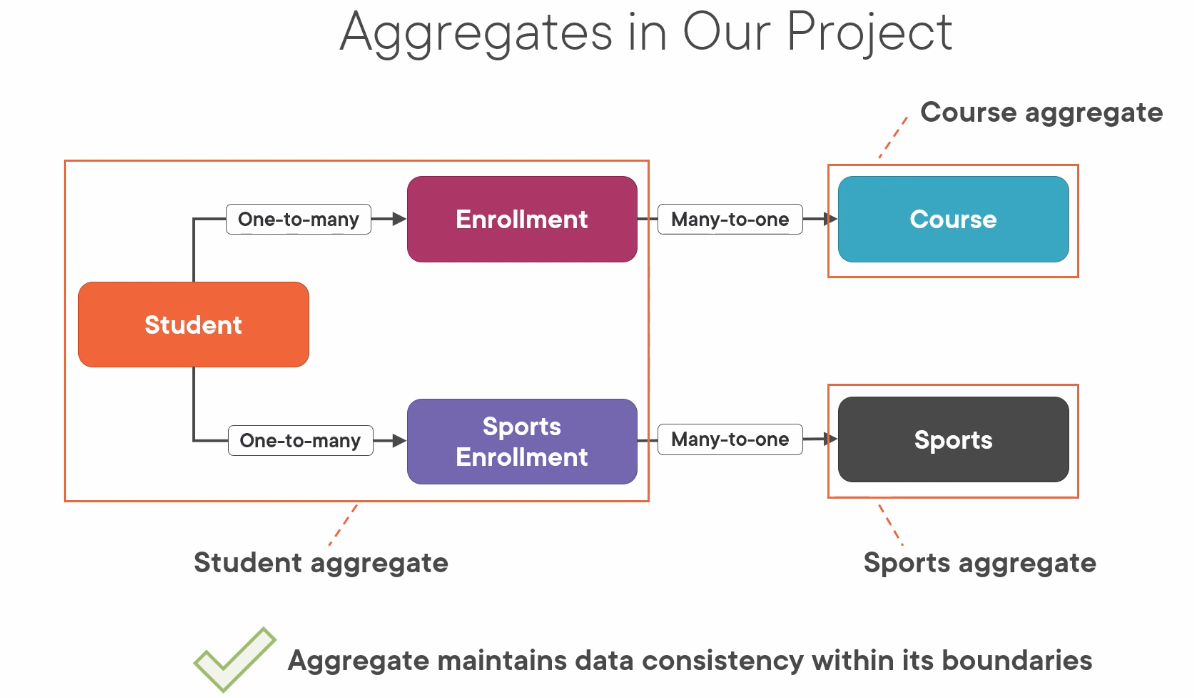 Aggregates in Our Project
Course aggregate
One-to-many
Enrollment
Many-to-one
Course
Student
One-to-many
Sports
Enrollment
Many-to-one
Sports
Student aggregate
Sports aggregate
Aggregate maintains data consistency within its boundaries